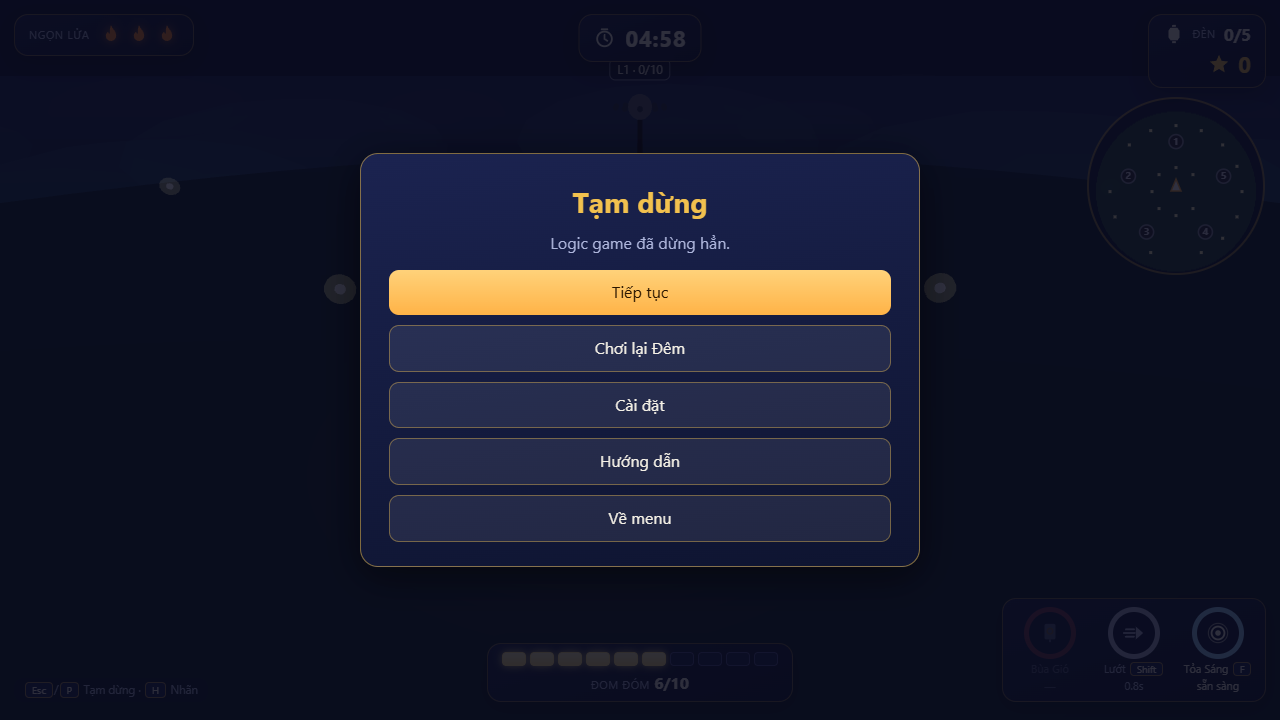 NGỌN LỬA
04:58
L1 · 0/10
ĐÈN 0/5
0
1
2
5
3
4
Tạm dừng
Logic game đã dừng hẳn.
Tiếp tục
Chơi lại Đêm
Cài đặt
Hướng dẫn
Về menu
Esc / P Tạm dừng · H Nhãn
ĐOM ĐÓM 6/10
Bùa Gió
Lướt Shift
0.8s
Tỏa Sáng F
sẵn sàng